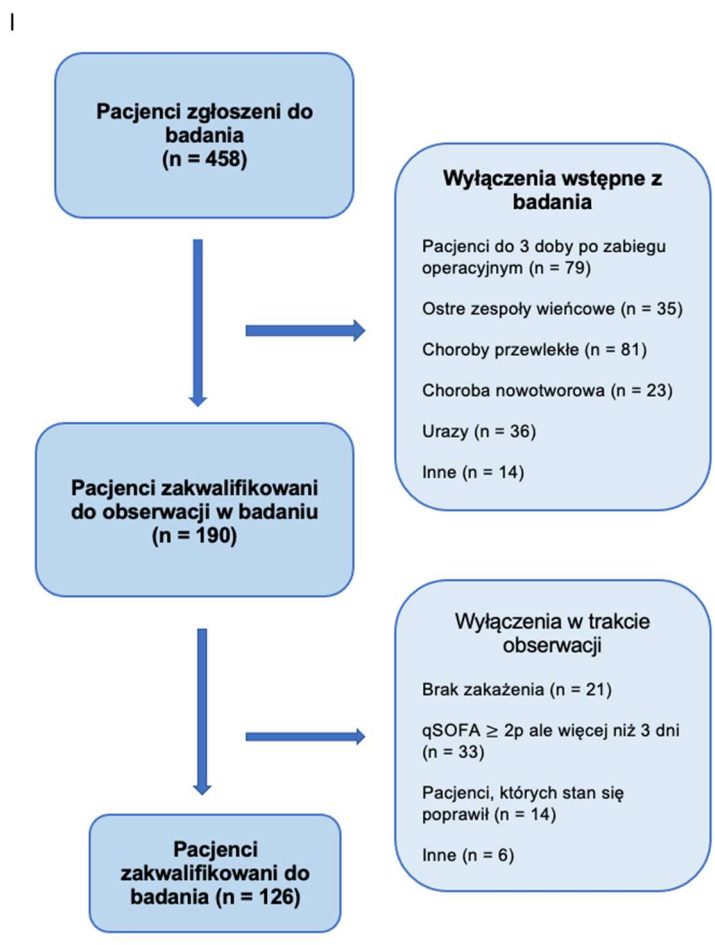 Pacjenci zgłoszeni do
badania
(n = 458)
Wyłączenia wstępne z
badania
Pacjenci do 3 doby po zabiegu
operacyjnym (n = 79)
Ostre zespoły wieńcowe (n = 35)
Choroby przewlekłe (n = 81)
Choroba nowotworowa (n = 23)
Urazy (n = 36)
Inne (n = 14)
Pacjenci zakwalifikowani
do obserwacji w badaniu
(n = 190)
Wyłączenia w trakcie
obserwacji
Brak zakażenia (n = 21)
qSOFA ≥ 2p ale więcej niż 3 dni
(n = 33)
Pacjenci, których stan się
poprawił (n = 14)
Inne (n = 6)
Pacjenci
zakwalifikowani do
badania (n = 126)